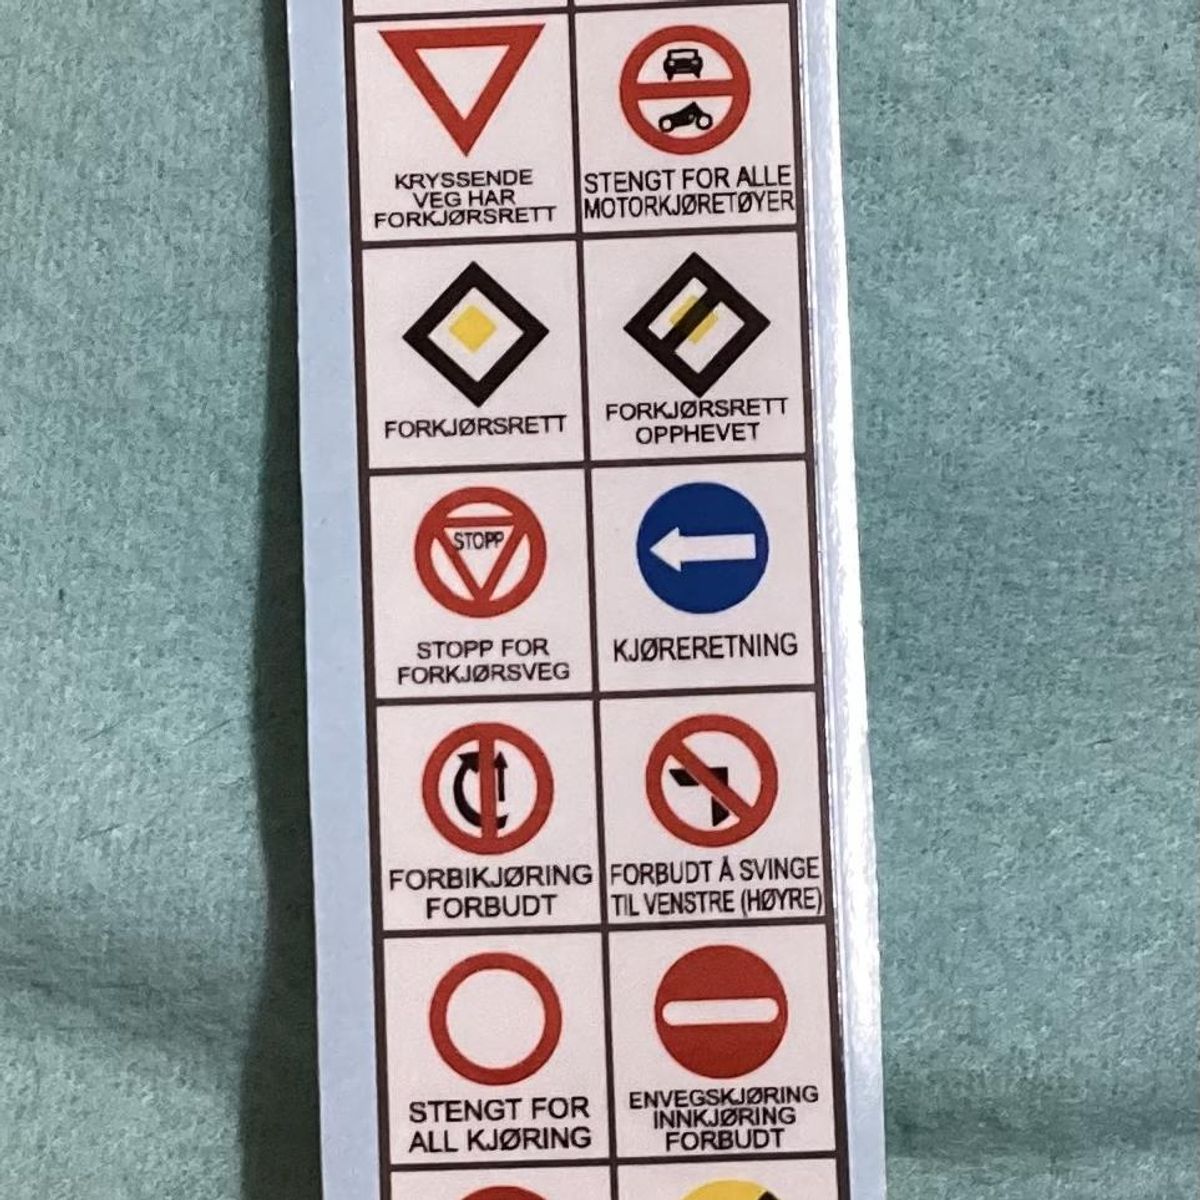 KRYSSENDE
VEG HAR
FORKJØRSRETT
STENGT FOR ALLE
MOTORKJØRETØYER
FORKJØRSRETT
FORKJØRSRETT
OPPHEVET
STOPP
STOPP FOR
FORKJØRSVEG
KJØRERETNING
FORBIKJØRING
FORBUDT
FORBUDT Å SVINGE
TIL VENSTRE (HØYRE)
STENGT FOR
ALL KJØRING
ENVEGSKJØRING
INNKJØRING
FORBUDT